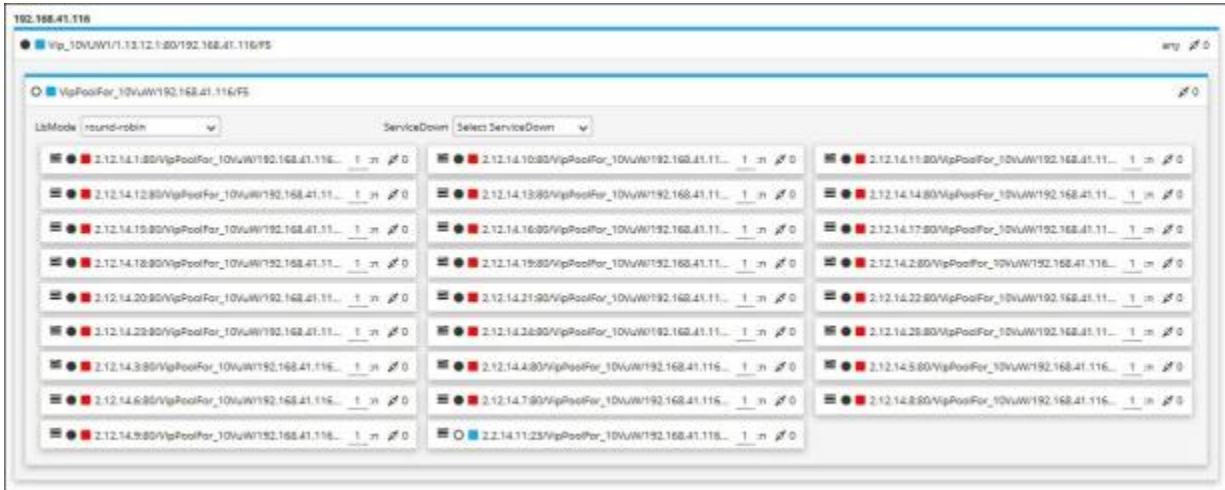 192.168.41.116
Vip_10VUW1/1.13.12.1:80/192.168.41.116/F5 any 0
VipPoolFor_10VuW/192.168.41.116/F5 0
LbMode round-robin ServiceDown Select ServiceDown
2.12.14.1:80/VipPoolFor_10VuW/192.168.41.116... 1 :n 0 2.12.14.10:80/VipPoolFor_10VuW/192.168.41.11... 1 :n 0 2.12.14.11:80/VipPoolFor_10VuW/192.168.41.11... 1 :n 0
2.12.14.12:80/VipPoolFor_10VuW/192.168.41.11... 1 :n 0 2.12.14.13:80/VipPoolFor_10VuW/192.168.41.11... 1 :n 0 2.12.14.14:80/VipPoolFor_10VuW/192.168.41.11... 1 :n 0
2.12.14.15:80/VipPoolFor_10VuW/192.168.41.11... 1 :n 0 2.12.14.16:80/VipPoolFor_10VuW/192.168.41.11... 1 :n 0 2.12.14.17:80/VipPoolFor_10VuW/192.168.41.11... 1 :n 0
2.12.14.18:80/VipPoolFor_10VuW/192.168.41.11... 1 :n 0 2.12.14.19:80/VipPoolFor_10VuW/192.168.41.11... 1 :n 0 2.12.14.2:80/VipPoolFor_10VuW/192.168.41.116... 1 :n 0
2.12.14.20:80/VipPoolFor_10VuW/192.168.41.11... 1 :n 0 2.12.14.21:80/VipPoolFor_10VuW/192.168.41.11... 1 :n 0 2.12.14.22:80/VipPoolFor_10VuW/192.168.41.11... 1 :n 0
2.12.14.23:80/VipPoolFor_10VuW/192.168.41.11... 1 :n 0 2.12.14.24:80/VipPoolFor_10VuW/192.168.41.11... 1 :n 0 2.12.14.25:80/VipPoolFor_10VuW/192.168.41.11... 1 :n 0
2.12.14.3:80/VipPoolFor_10VuW/192.168.41.116... 1 :n 0 2.12.14.4:80/VipPoolFor_10VuW/192.168.41.116... 1 :n 0 2.12.14.5:80/VipPoolFor_10VuW/192.168.41.116... 1 :n 0
2.12.14.6:80/VipPoolFor_10VuW/192.168.41.116... 1 :n 0 2.12.14.7:80/VipPoolFor_10VuW/192.168.41.116... 1 :n 0 2.12.14.8:80/VipPoolFor_10VuW/192.168.41.116... 1 :n 0
2.12.14.9:80/VipPoolFor_10VuW/192.168.41.116... 1 :n 0 2.2.14.11:23/VipPoolFor_10VuW/192.168.41.116... 1 :n 0